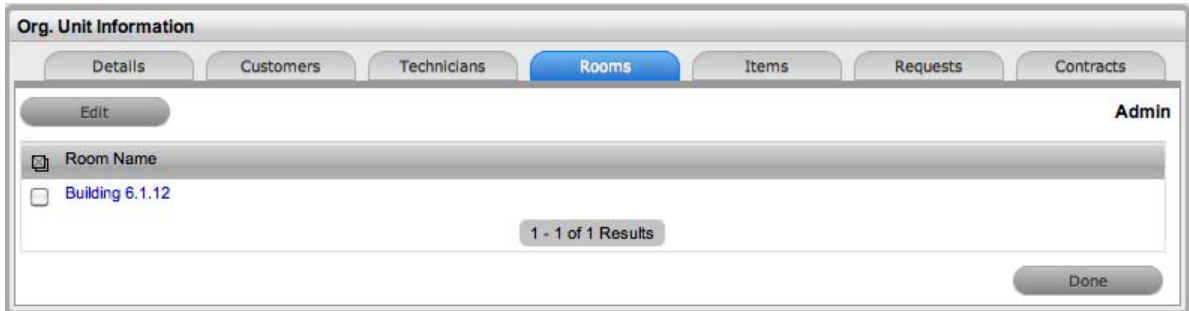 Org. Unit Information
Details Customers Technicians Rooms Items Requests Contracts
Edit Admin
Room Name
Building 6.1.12
1 - 1 of 1 Results
Done